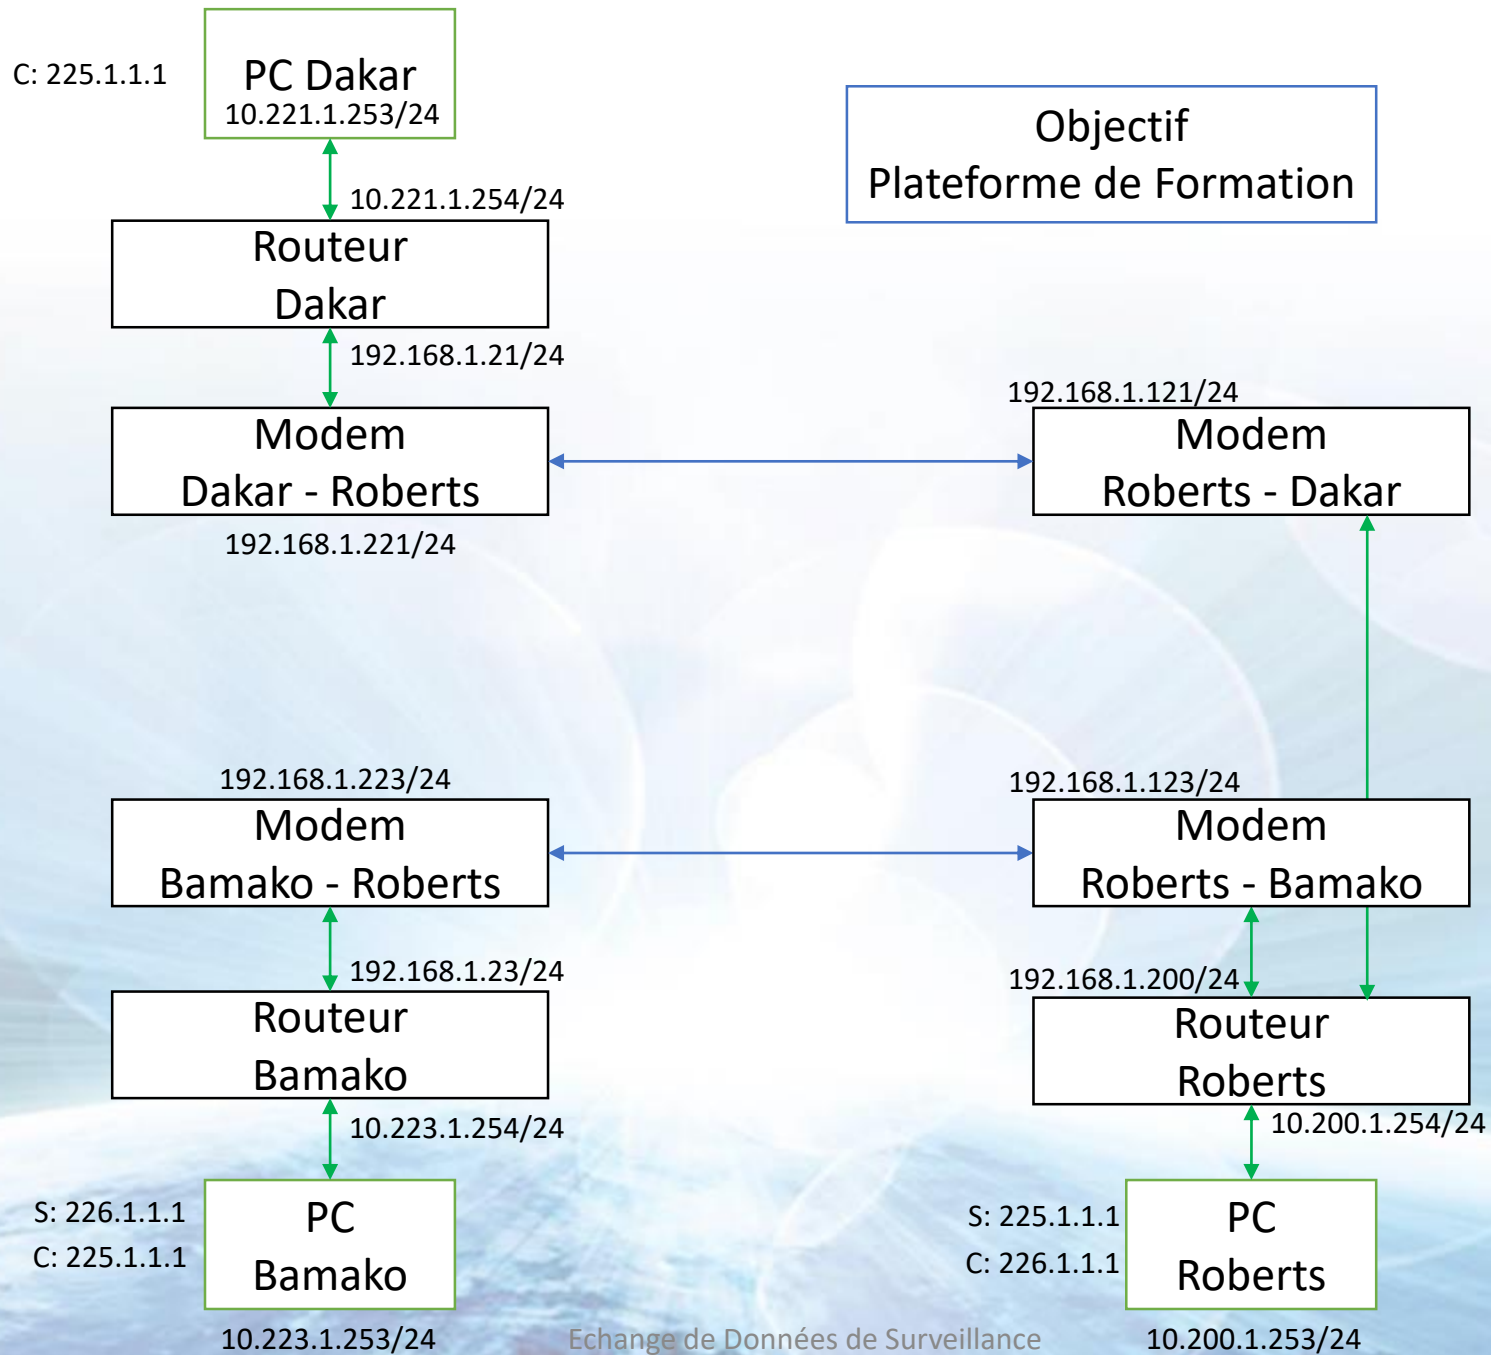 C: 225.1.1.1
PC Dakar
10.221.1.253/24
Objectif
Plateforme de Formation
10.221.1.254/24
Routeur
Dakar
192.168.1.21/24
192.168.1.121/24
Modem
Dakar - Roberts
Modem
Roberts - Dakar
192.168.1.221/24
192.168.1.223/24
192.168.1.123/24
Modem
Bamako - Roberts
Modem
Roberts - Bamako
192.168.1.23/24
192.168.1.200/24
Routeur
Bamako
Routeur
Roberts
10.223.1.254/24
10.200.1.254/24
S: 226.1.1.1
C: 225.1.1.1
PC
Bamako
S: 225.1.1.1
C: 226.1.1.1
PC
Roberts
10.223.1.253/24
Echange de Données de Surveillance
10.200.1.253/24